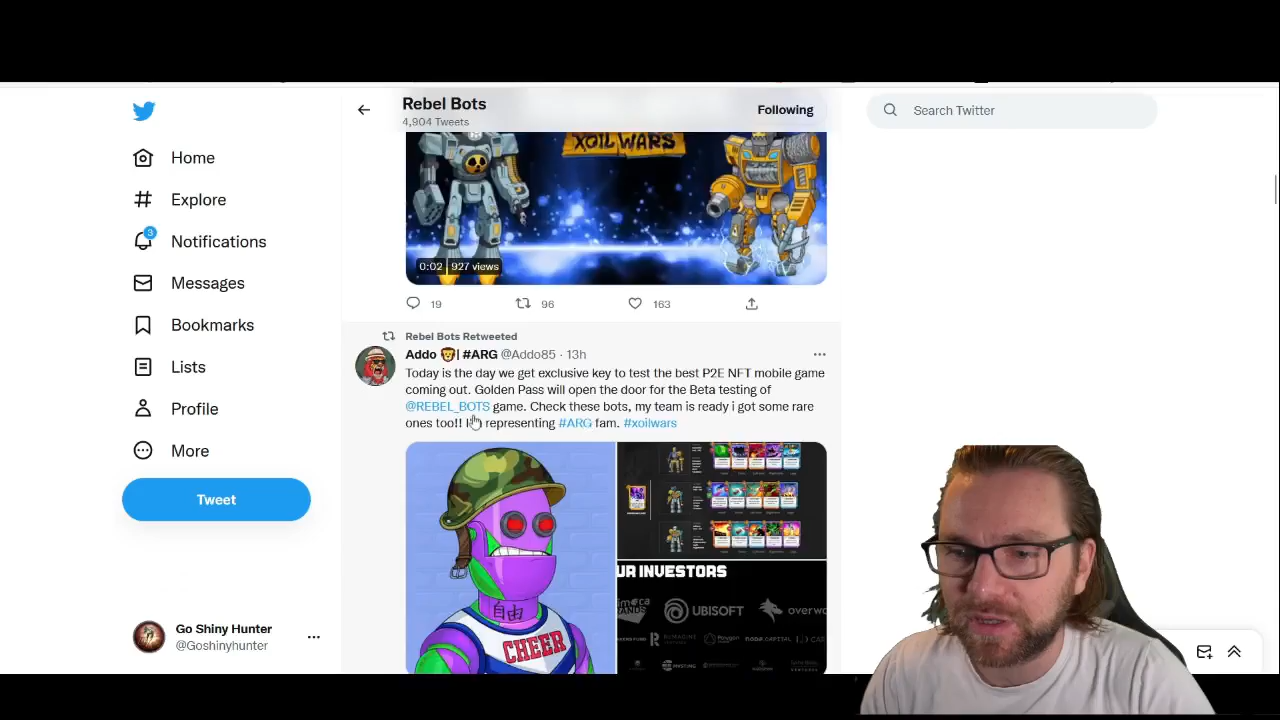 Rebel Bots
4,904 Tweets
Following
Search Twitter
Home
Explore
3
Notifications
Messages
Bookmarks
Lists
Profile
More
Tweet
Go Shiny Hunter
@Goshinyhunter
XOIL WARS
0:02 | 927 views
19
96
163
Rebel Bots Retweeted
Addo | #ARG @Addo85 · 13h
Today is the day we get exclusive key to test the best P2E NFT mobile game
coming out. Golden Pass will open the door for the Beta testing of
@REBEL_BOTS game. Check these bots, my team is ready i got some rare
ones too!! representing #ARG fam. #xoilwars
自由
CHEER
UR INVESTORS
UBISOFT
overwo